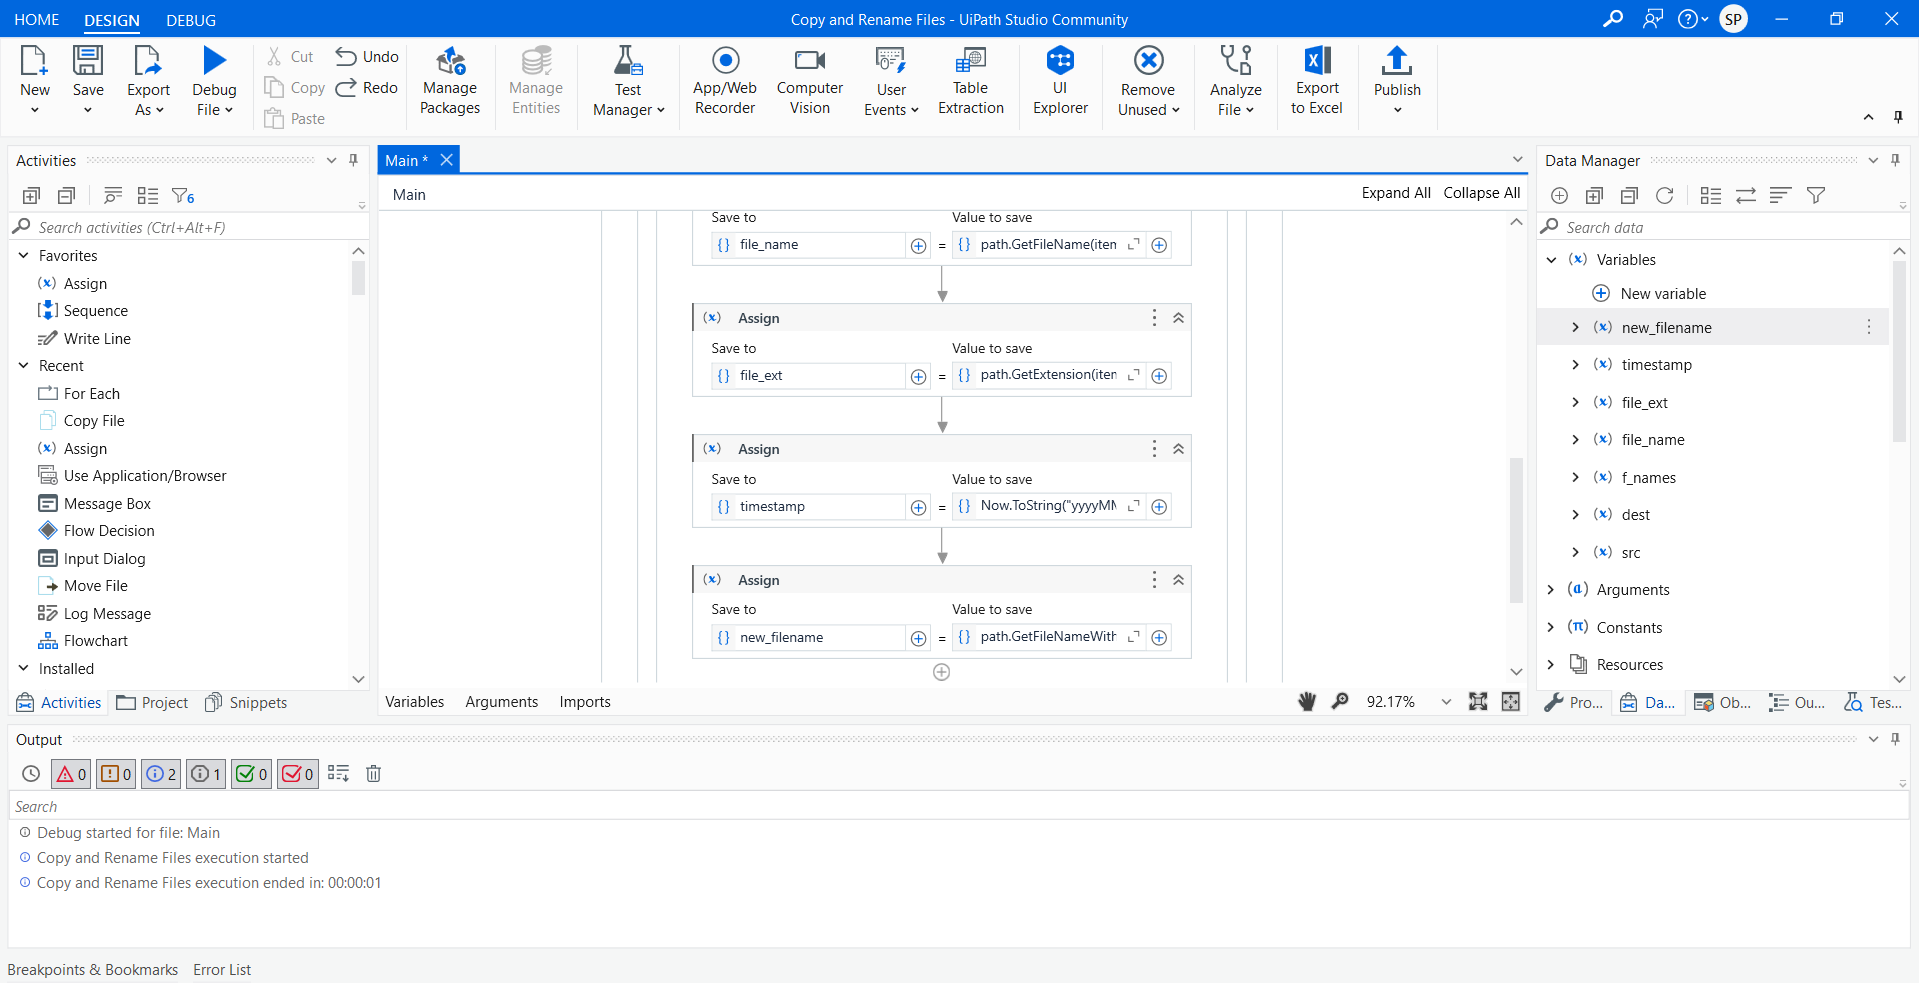 HOME DESIGN DEBUG Copy and Rename Files - UiPath Studio Community SP
New Save Export As Debug File
Cut Undo
Copy Redo
Paste
Manage Packages
Manage Entities
Test Manager
App/Web Recorder
Computer Vision
User Events
Table Extraction
UI Explorer
Remove Unused
Analyze File
Export to Excel
Publish
Activities
6
Search activities (Ctrl+Alt+F)
Favorites
Assign
Sequence
Write Line
Recent
For Each
Copy File
Assign
Use Application/Browser
Message Box
Flow Decision
Input Dialog
Move File
Log Message
Flowchart
Installed
Activities Project Snippets
Main *
Main Expand All Collapse All
Save to Value to save
{} file_name = {} path.GetFileName(iten
(x) Assign
Save to Value to save
{} file_ext = {} path.GetExtension(iten
(x) Assign
Save to Value to save
{} timestamp = {} Now.ToString("yyyyMM
(x) Assign
Save to Value to save
{} new_filename = {} path.GetFileNameWith
Variables Arguments Imports 92.17%
Data Manager
Search data
(x) Variables
New variable
(x) new_filename
(x) timestamp
(x) file_ext
(x) file_name
(x) f_names
(x) dest
(x) src
(a) Arguments
(π) Constants
Resources
Pro... Da... Ob... Ou... Tes...
Output
0 0 2 1 0 0
Search
Debug started for file: Main
Copy and Rename Files execution started
Copy and Rename Files execution ended in: 00:00:01
Breakpoints & Bookmarks Error List